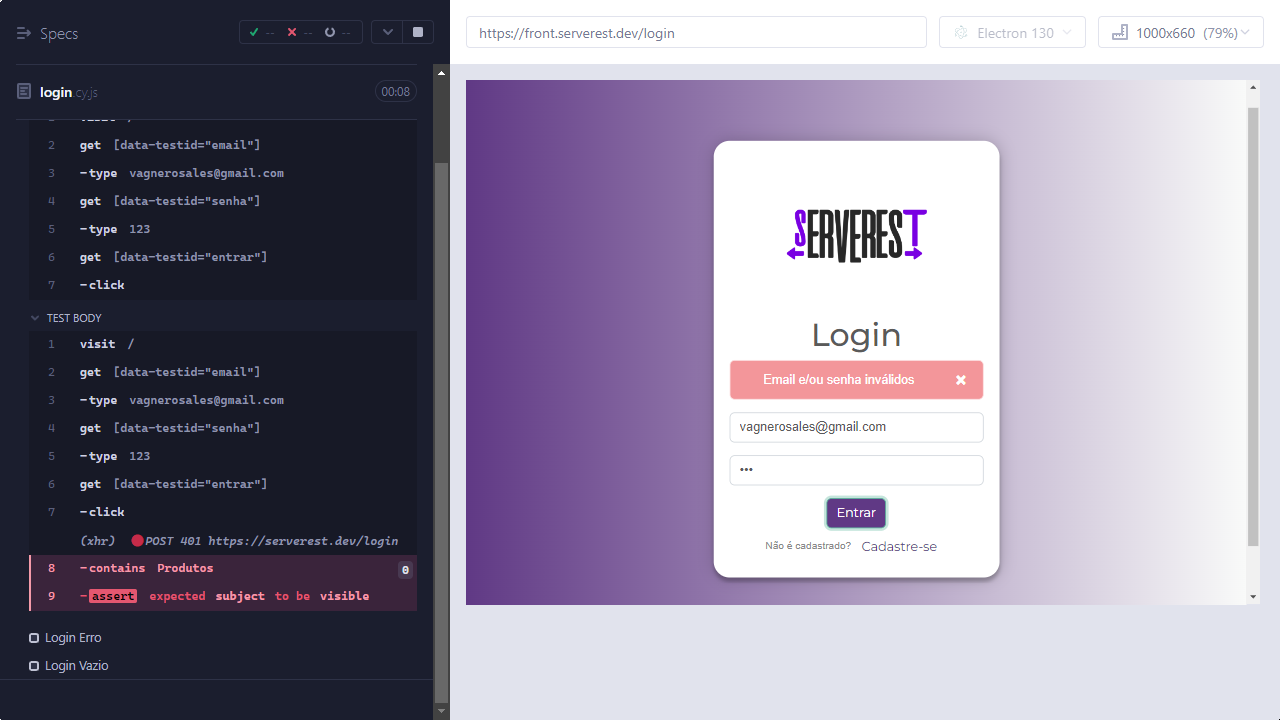 Specs
-- -- --
login.cy.js
00:08
2 get [data-testid="email"]
3 -type vagnerosales@gmail.com
4 get [data-testid="senha"]
5 -type 123
6 get [data-testid="entrar"]
7 -click
TEST BODY
1 visit /
2 get [data-testid="email"]
3 -type vagnerosales@gmail.com
4 get [data-testid="senha"]
5 -type 123
6 get [data-testid="entrar"]
7 -click
(xhr) POST 401 https://serverest.dev/login
8 -contains Produtos 0
9 -assert expected subject to be visible
Login Erro
Login Vazio
https://front.serverest.dev/login
Electron 130
1000x660 (79%)
SERVEREST
Login
Email e/ou senha inválidos
vagnerosales@gmail.com
•••
Entrar
Não é cadastrado? Cadastre-se